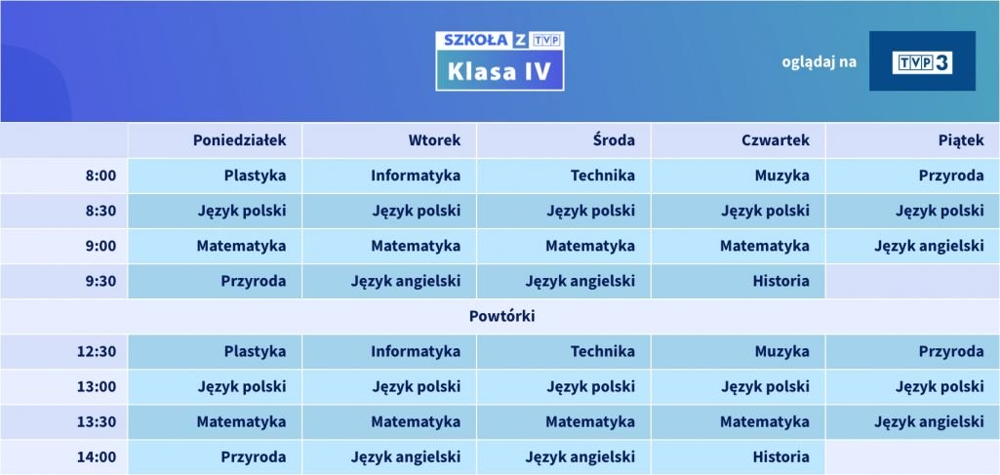 SZKOŁA Z TVP
Klasa IV
oglądaj na TVP3
Poniedziałek Wtorek Środa Czwartek Piątek
8:00 Plastyka Informatyka Technika Muzyka Przyroda
8:30 Język polski Język polski Język polski Język polski Język polski
9:00 Matematyka Matematyka Matematyka Matematyka Język angielski
9:30 Przyroda Język angielski Język angielski Historia
Powtórki
12:30 Plastyka Informatyka Technika Muzyka Przyroda
13:00 Język polski Język polski Język polski Język polski Język polski
13:30 Matematyka Matematyka Matematyka Matematyka Język angielski
14:00 Przyroda Język angielski Język angielski Historia